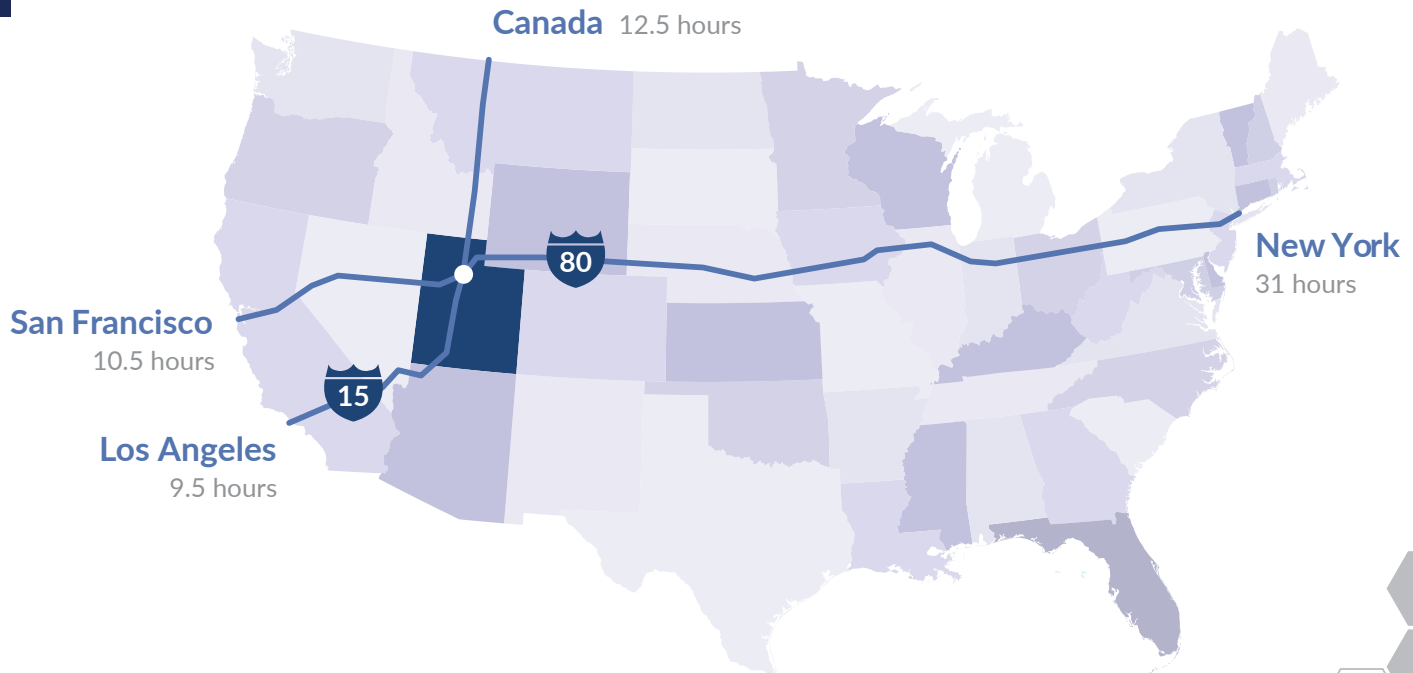 Canada 12.5 hours
80
New York
31 hours
San Francisco
10.5 hours
15
Los Angeles
9.5 hours